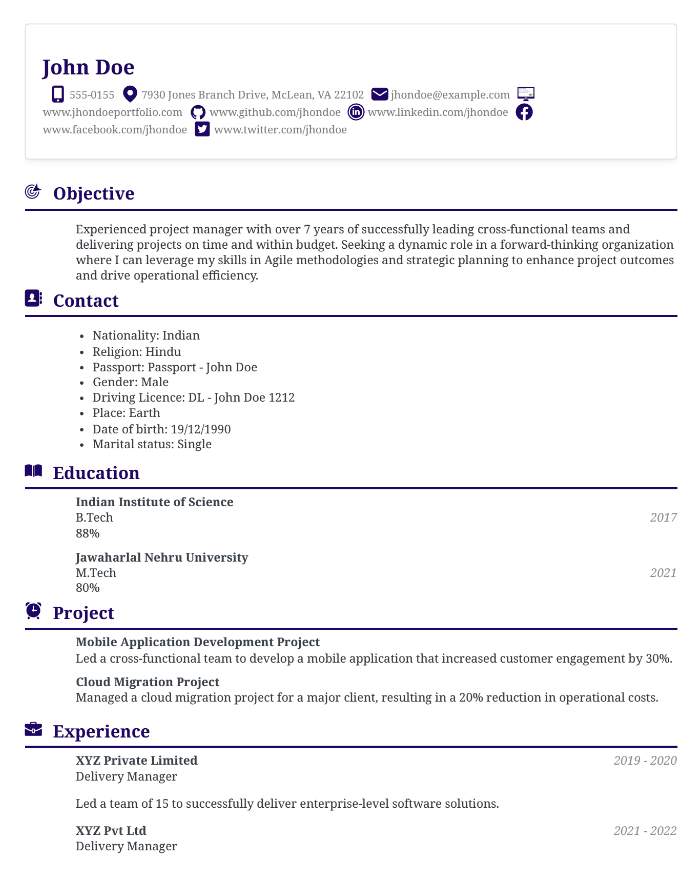 John Doe
555-0155 7930 Jones Branch Drive, McLean, VA 22102 jhondoe@example.com
www.jhondoeportfolio.com www.github.com/jhondoe www.linkedin.com/jhondoe
www.facebook.com/jhondoe www.twitter.com/jhondoe
Objective
Experienced project manager with over 7 years of successfully leading cross-functional teams and
delivering projects on time and within budget. Seeking a dynamic role in a forward-thinking organization
where I can leverage my skills in Agile methodologies and strategic planning to enhance project outcomes
and drive operational efficiency.
Contact
• Nationality: Indian
• Religion: Hindu
• Passport: Passport - John Doe
• Gender: Male
• Driving Licence: DL - John Doe 1212
• Place: Earth
• Date of birth: 19/12/1990
• Marital status: Single
Education
Indian Institute of Science
B.Tech 2017
88%
Jawaharlal Nehru University
M.Tech 2021
80%
Project
Mobile Application Development Project
Led a cross-functional team to develop a mobile application that increased customer engagement by 30%.
Cloud Migration Project
Managed a cloud migration project for a major client, resulting in a 20% reduction in operational costs.
Experience
XYZ Private Limited 2019 - 2020
Delivery Manager
Led a team of 15 to successfully deliver enterprise-level software solutions.
XYZ Pvt Ltd 2021 - 2022
Delivery Manager